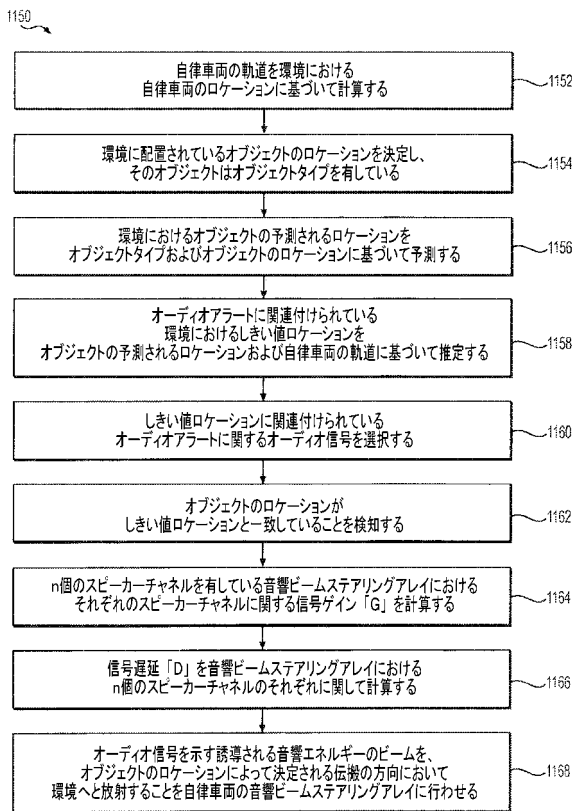 1150
自律車両の軌道を環境における
自律車両のロケーションに基づいて計算する
1152
環境に配置されているオブジェクトのロケーションを決定し、
そのオブジェクトはオブジェクトタイプを有している
1154
環境におけるオブジェクトの予測されるロケーションを
オブジェクトタイプおよびオブジェクトのロケーションに基づいて予測する
1156
オーディオアラートに関連付けられている
環境におけるしきい値ロケーションを
オブジェクトの予測されるロケーションおよび自律車両の軌道に基づいて推定する
1158
しきい値ロケーションに関連付けられている
オーディオアラートに関するオーディオ信号を選択する
1160
オブジェクトのロケーションが
しきい値ロケーションと一致していることを検知する
1162
n個のスピーカーチャネルを有している音響ビームステアリングアレイにおける
それぞれのスピーカーチャネルに関する信号ゲイン「G」を計算する
1164
信号遅延「D」を音響ビームステアリングアレイにおける
n個のスピーカーチャネルのそれぞれに関して計算する
1166
オーディオ信号を示す誘導される音響エネルギーのビームを、
オブジェクトのロケーションによって決定される伝搬の方向において
環境へと放射することを自律車両の音響ビームステアリングアレイに行わせる
1168